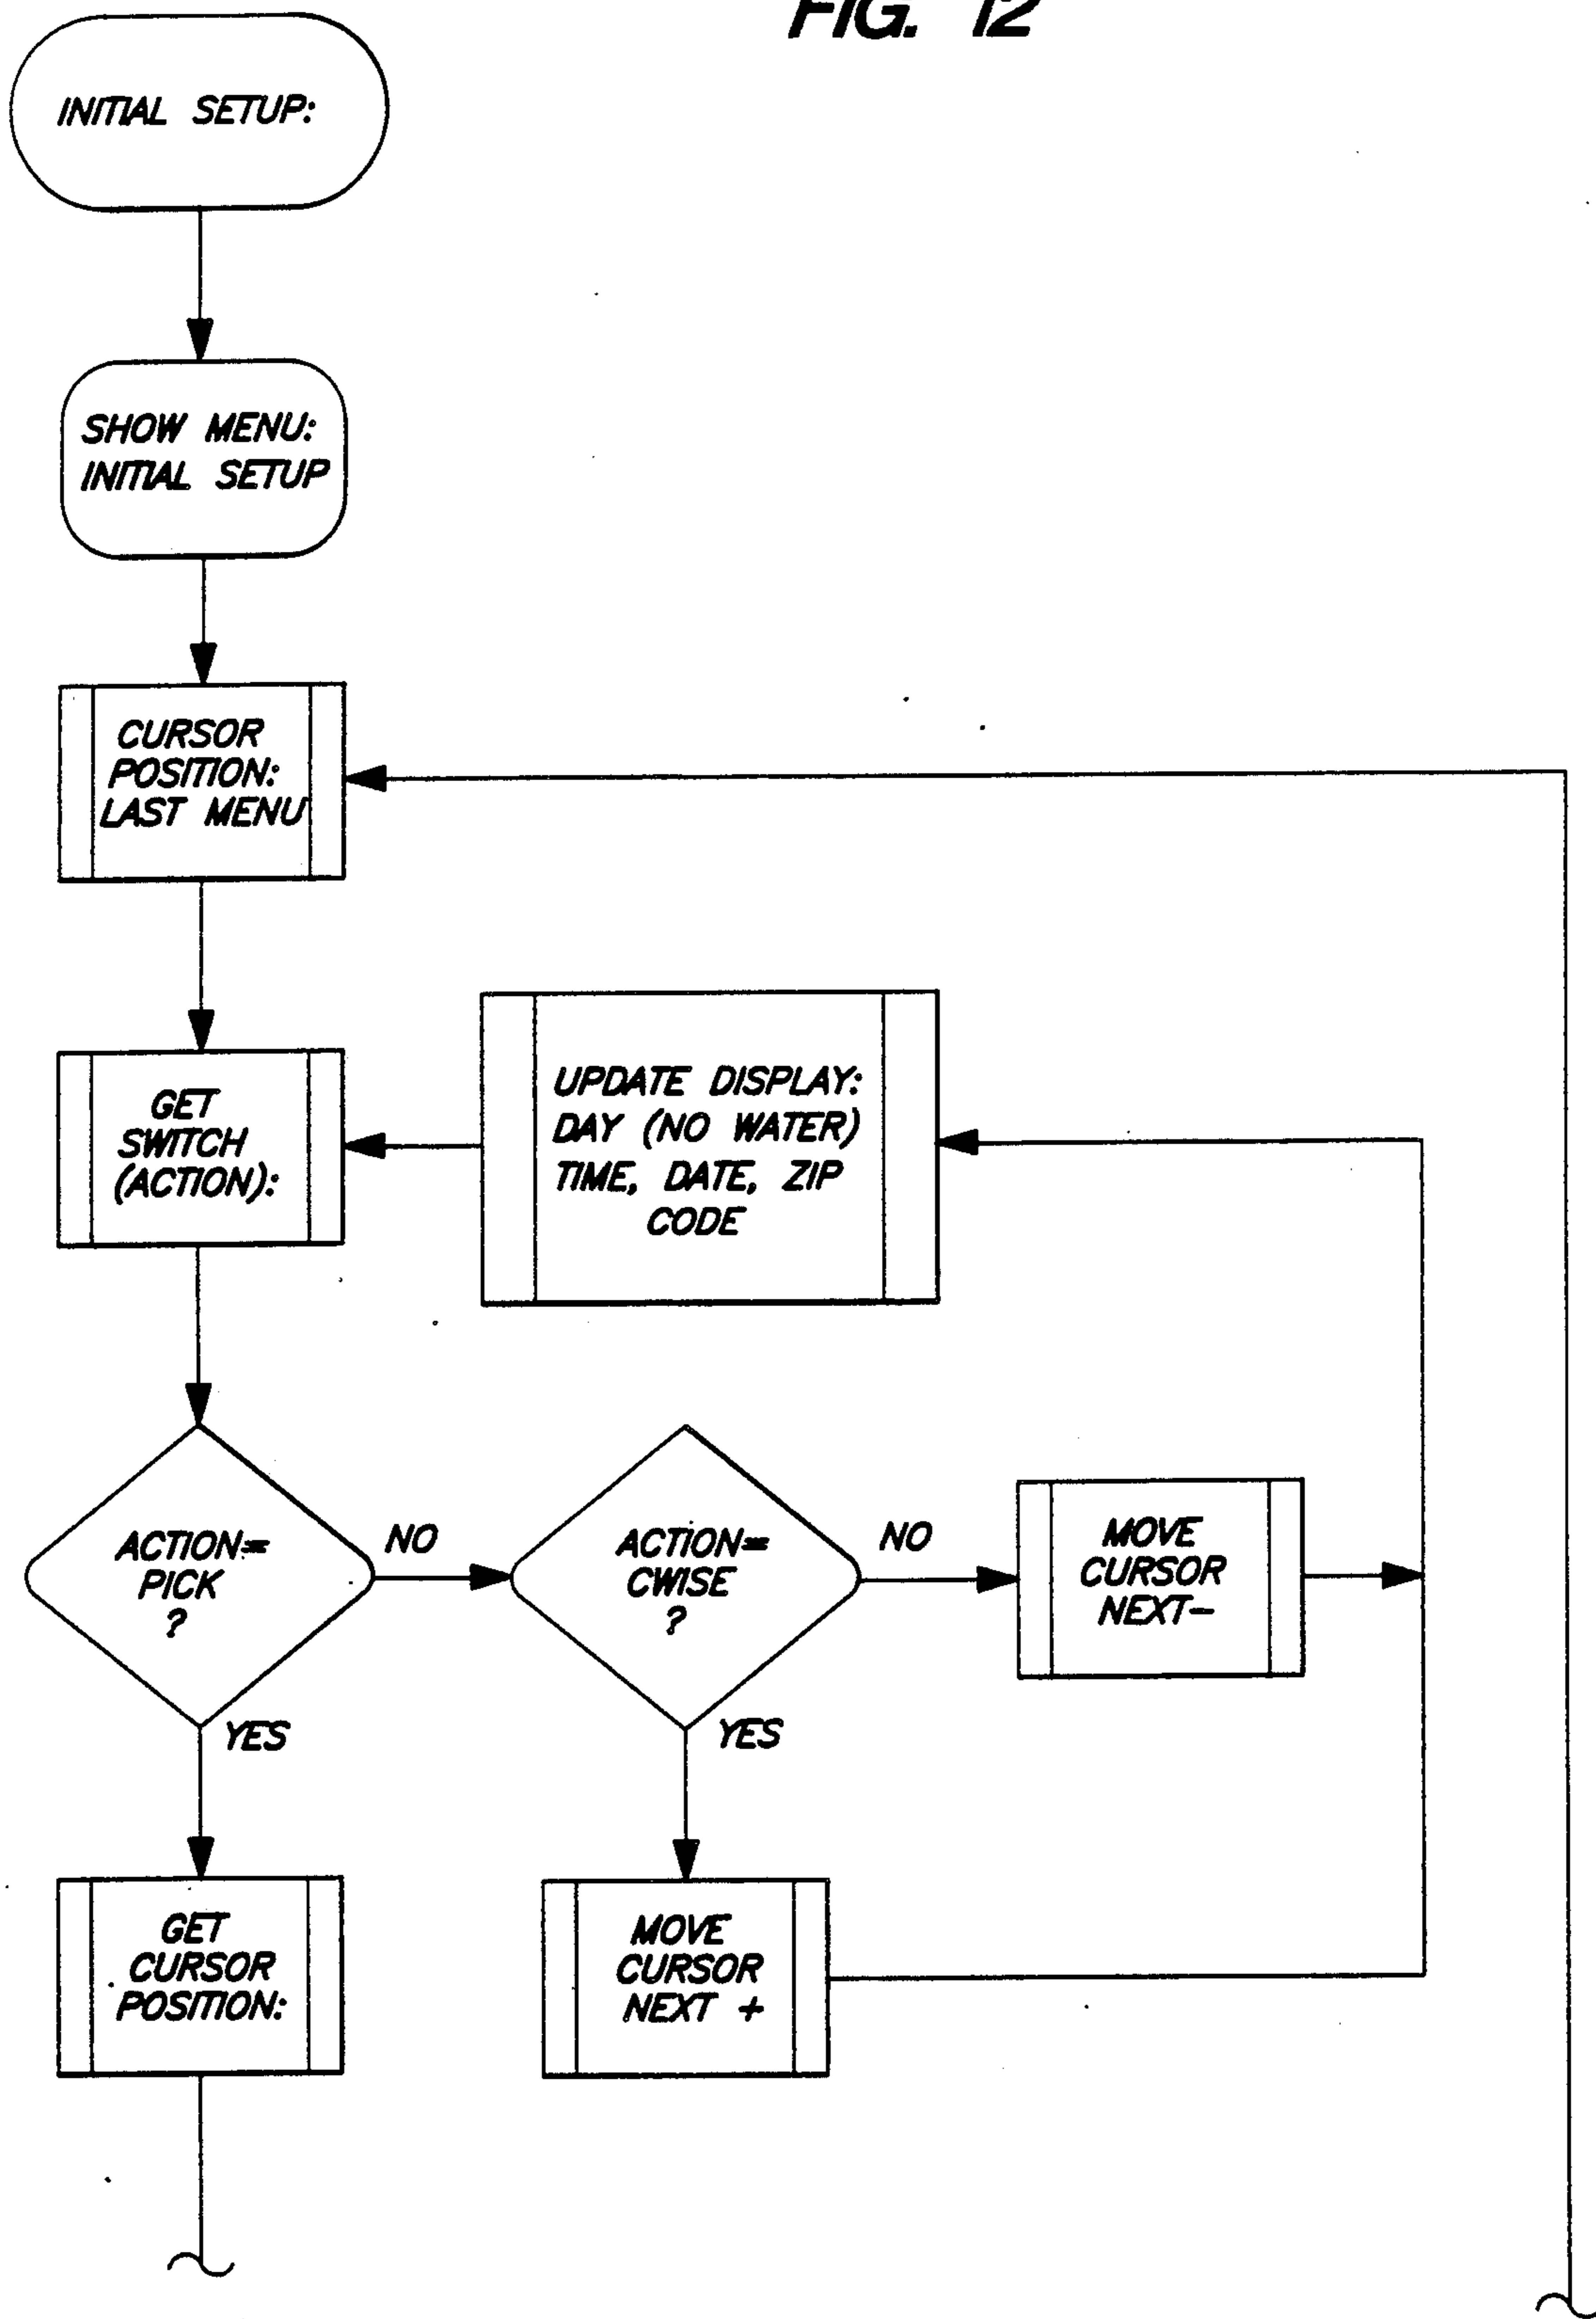 FIG. 12
INITIAL SETUP:
SHOW MENU:
INITIAL SETUP
CURSOR
POSITION:
LAST MENU
GET
SWITCH
(ACTION):
UPDATE DISPLAY:
DAY (NO WATER)
TIME, DATE, ZIP
CODE
ACTION=
PICK
?
NO
YES
ACTION=
CWISE
?
NO
YES
MOVE
CURSOR
NEXT-
GET
CURSOR
POSITION:
MOVE
CURSOR
NEXT +